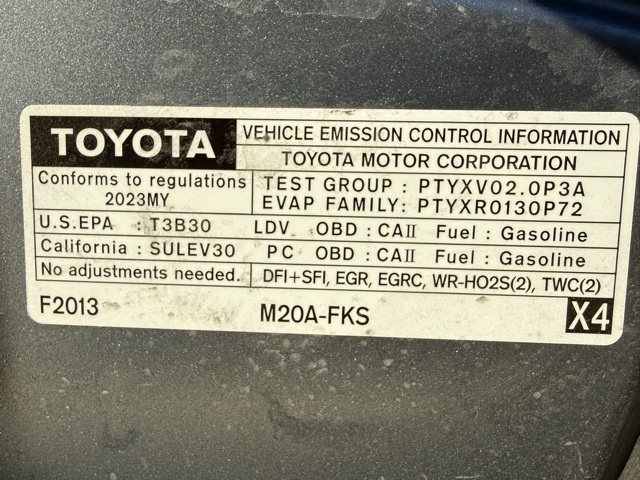 TOYOTA
VEHICLE EMISSION CONTROL INFORMATION
TOYOTA MOTOR CORPORATION
Conforms to regulations
2023MY
TEST GROUP : PTYXV02.0P3A
EVAP FAMILY: PTYXR0130P72
U.S.EPA : T3B30 LDV OBD : CAII Fuel : Gasoline
California : SULEV30 PC OBD : CAII Fuel : Gasoline
No adjustments needed. DFI+SFI, EGR, EGRC, WR-HO2S(2), TWC(2)
F2013 M20A-FKS X4